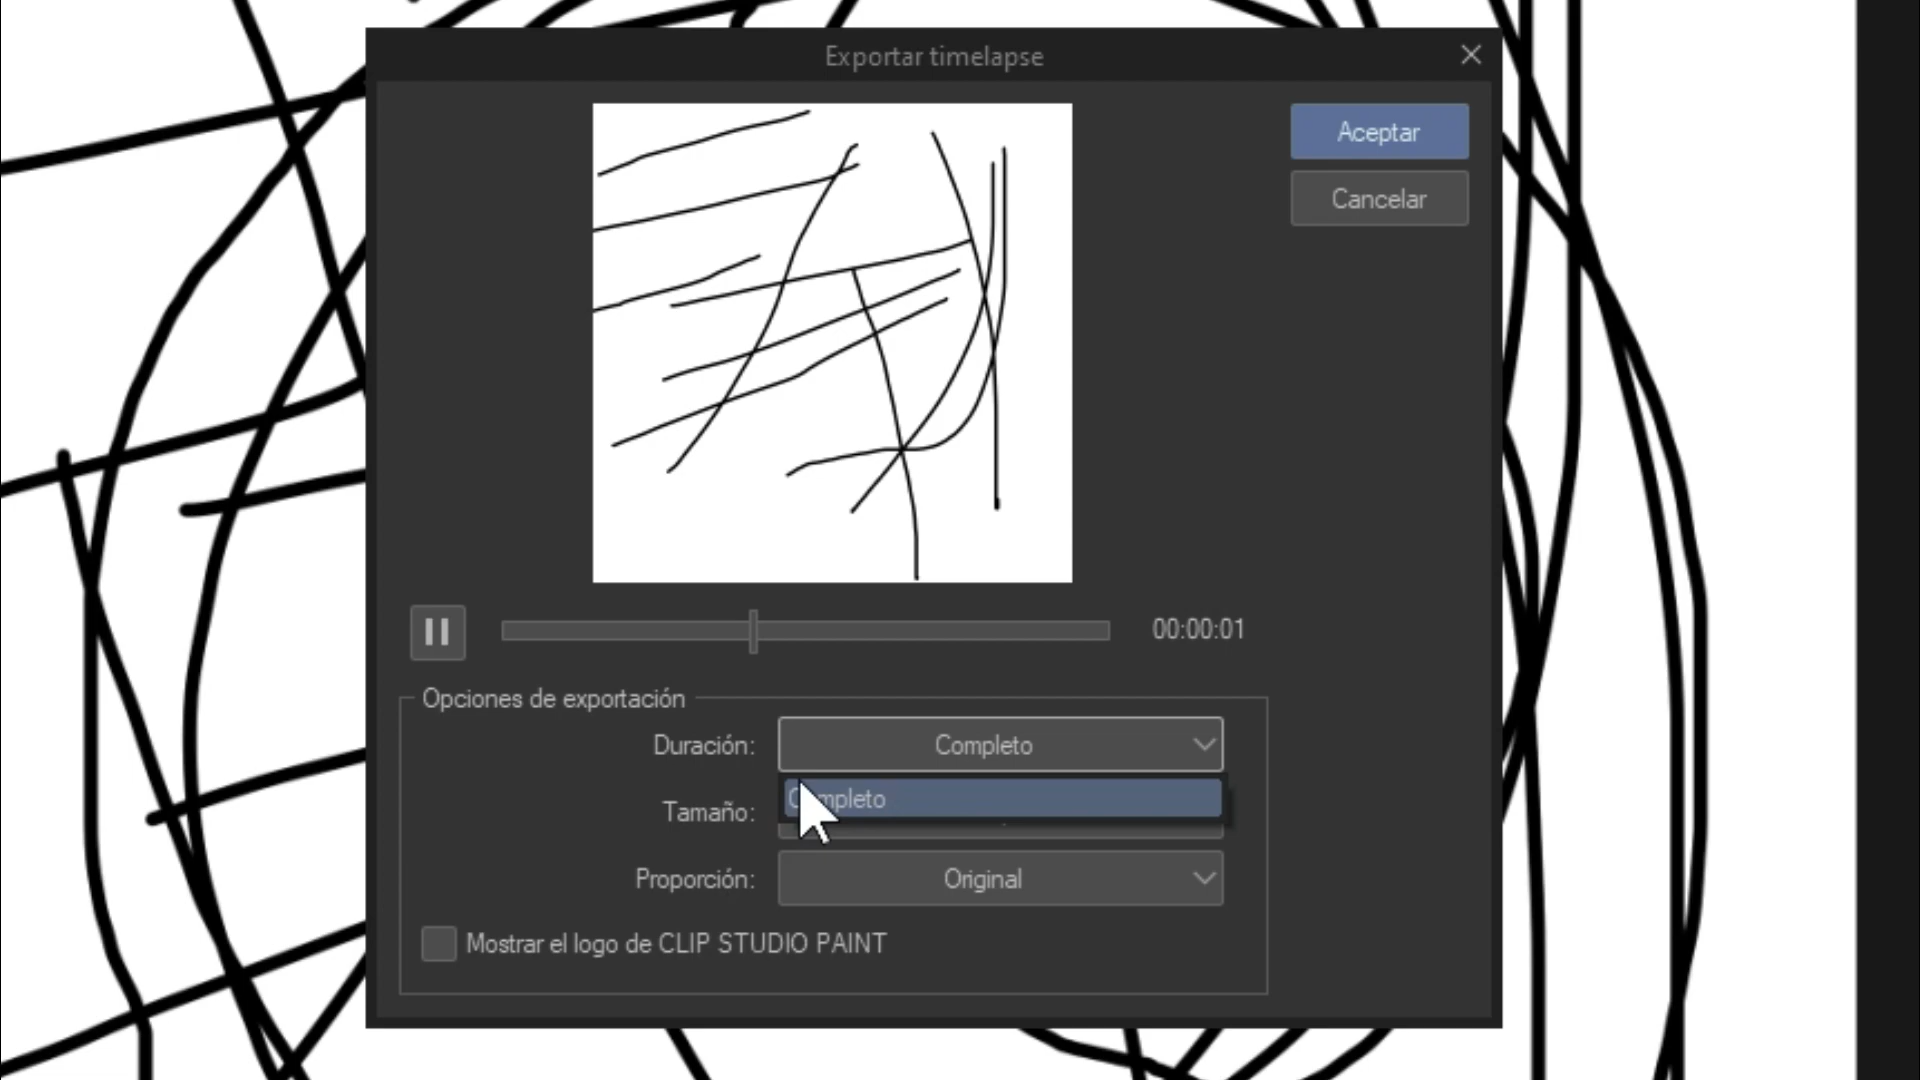 Exportar timelapse
Aceptar
Cancelar
00:00:01
Opciones de exportación
Duración: Completo
Tamaño:
Proporción: Original
Mostrar el logo de CLIP STUDIO PAINT